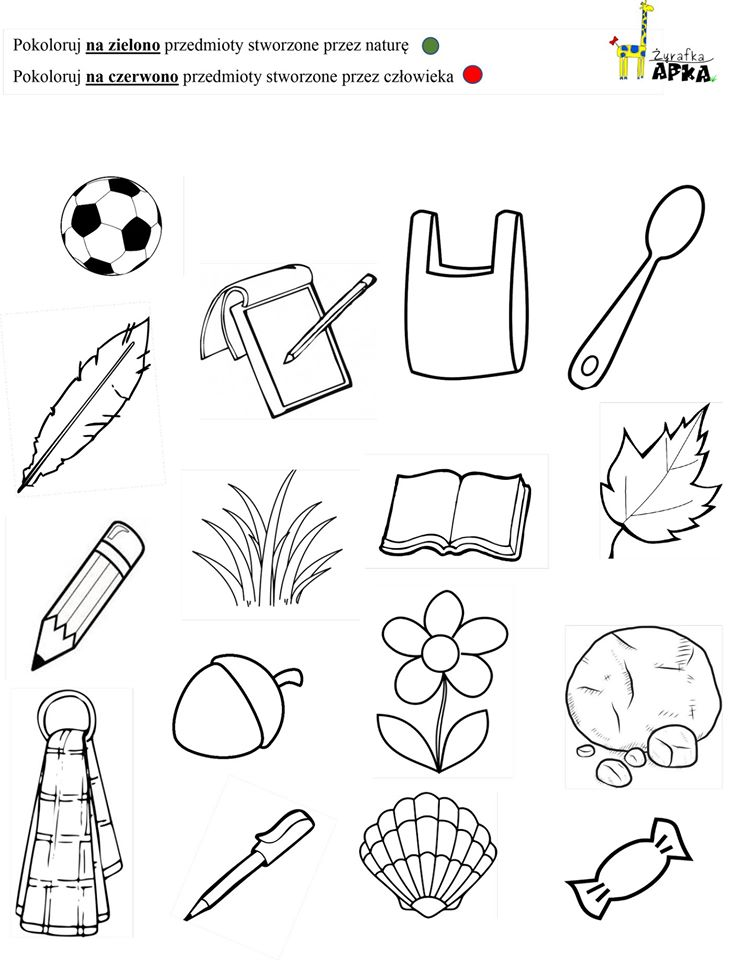 Pokoloruj na zielono przedmioty stworzone przez naturę
Pokoloruj na czerwono przedmioty stworzone przez człowieka
Żyrafka
APKA